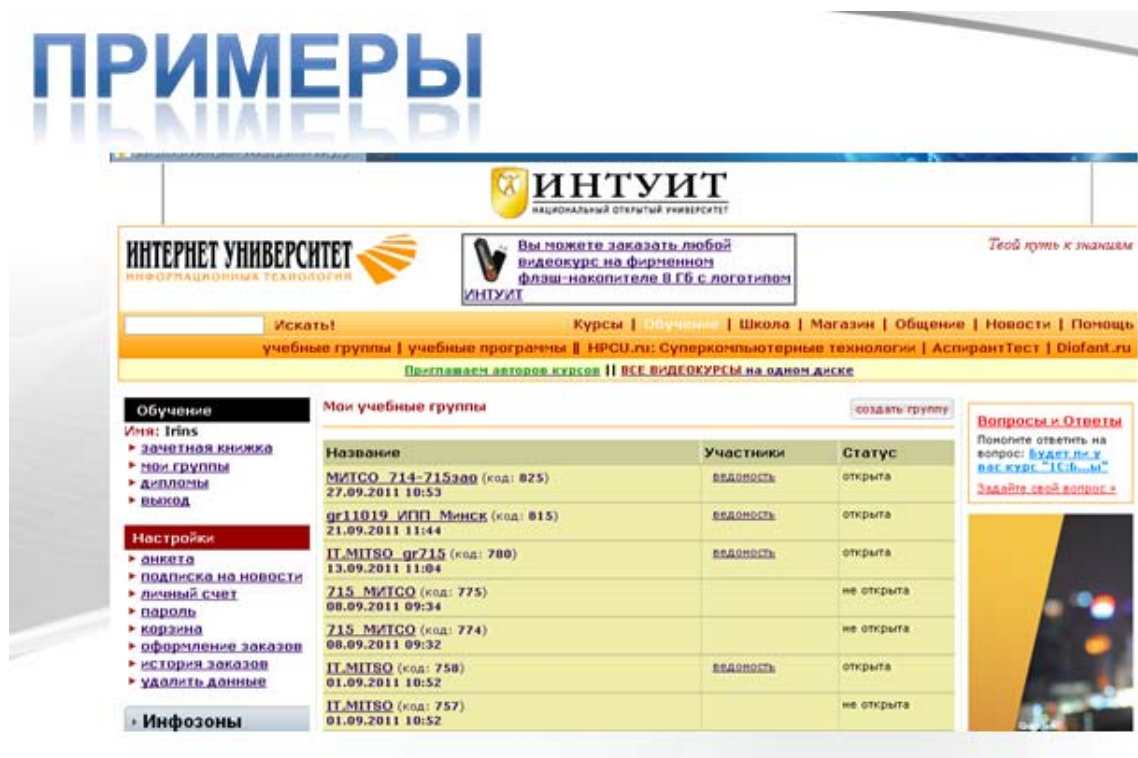 ПРИМЕРЫ
ИНТУИТ
НАЦИОНАЛЬНЫЙ ОТКРЫТЫЙ УНИВЕРСИТЕТ
ИНТЕРНЕТ УНИВЕРСИТЕТ
ИНФОРМАЦИОННЫХ ТЕХНОЛОГИЙ
Вы можете заказать любой
видеокурс на фирменном
флэш-накопителе 8 Гб с логотипом
ИНТУИТ
Твой путь к знаниям
Искать! Курсы | Обучение | Школа | Магазин | Общение | Новости | Помощь
учебные группы | учебные программы || HPCU.ru: Суперкомпьютерные технологии | АспирантТест | Diofant.ru
Приглашаем авторов курсов || ВСЕ ВИДЕОКУРСЫ на одном диске
Обучение
Имя: Irins
зачетная книжка
мои группы
дипломы
выход
Настройки
анкета
подписка на новости
личный счет
пароль
корзина
оформление заказов
история заказов
удалить данные
Инфозоны
Мои учебные группы создать группу
Название Участники Статус
МИТСО_714-715зао (код: 825) ведомость открыта
27.09.2011 10:53
gr11019_ИПП_Минск (код: 815) ведомость открыта
21.09.2011 11:44
IT.MITSO_gr715 (код: 780) ведомость открыта
13.09.2011 11:04
715_МИТСО (код: 775) не открыта
08.09.2011 09:34
715_МИТСО (код: 774) не открыта
08.09.2011 09:32
IT.MITSO (код: 758) ведомость открыта
01.09.2011 10:52
IT.MITSO (код: 757) не открыта
01.09.2011 10:52
Вопросы и Ответы
Помогите ответить на
вопрос: Будет ли у
вас курс "1С:Б...ы"
Задайте свой вопрос »